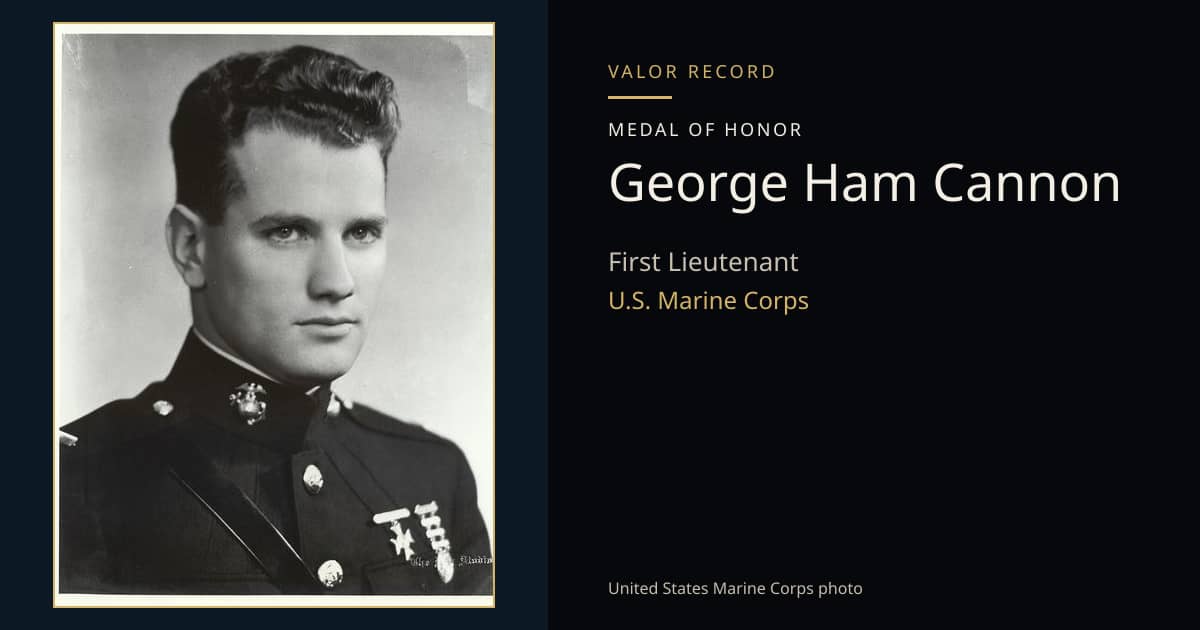 VALOR RECORD
MEDAL OF HONOR
George Ham Cannon
First Lieutenant
U.S. Marine Corps
United States Marine Corps photo